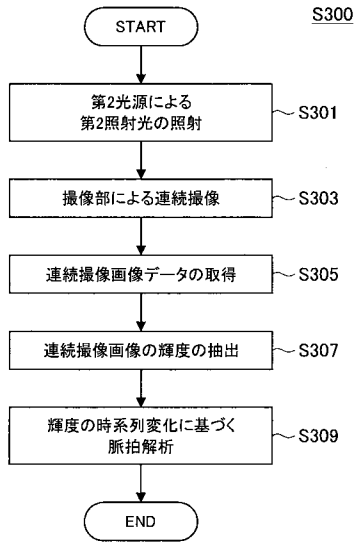 S300
START
第2光源による
第2照射光の照射
S301
撮像部による連続撮像
S303
連続撮像画像データの取得
S305
連続撮像画像の輝度の抽出
S307
輝度の時系列変化に基づく
脈拍解析
S309
END